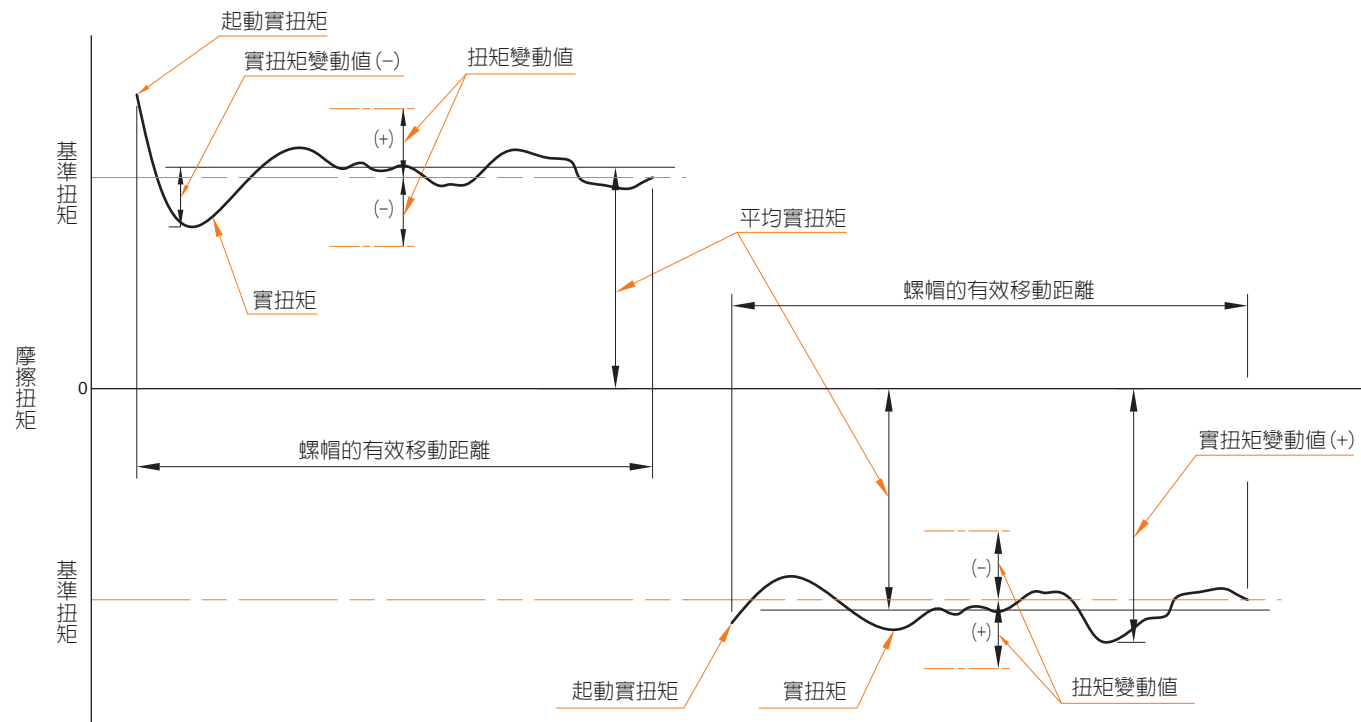 起動實扭矩
實扭矩變動值(−)
扭矩變動值
(+)
基準扭矩
(−)
實扭矩
平均實扭矩
螺帽的有效移動距離
摩擦扭矩
0
螺帽的有效移動距離
實扭矩變動值(+)
基準扭矩
(−)
(+)
起動實扭矩
實扭矩
扭矩變動值